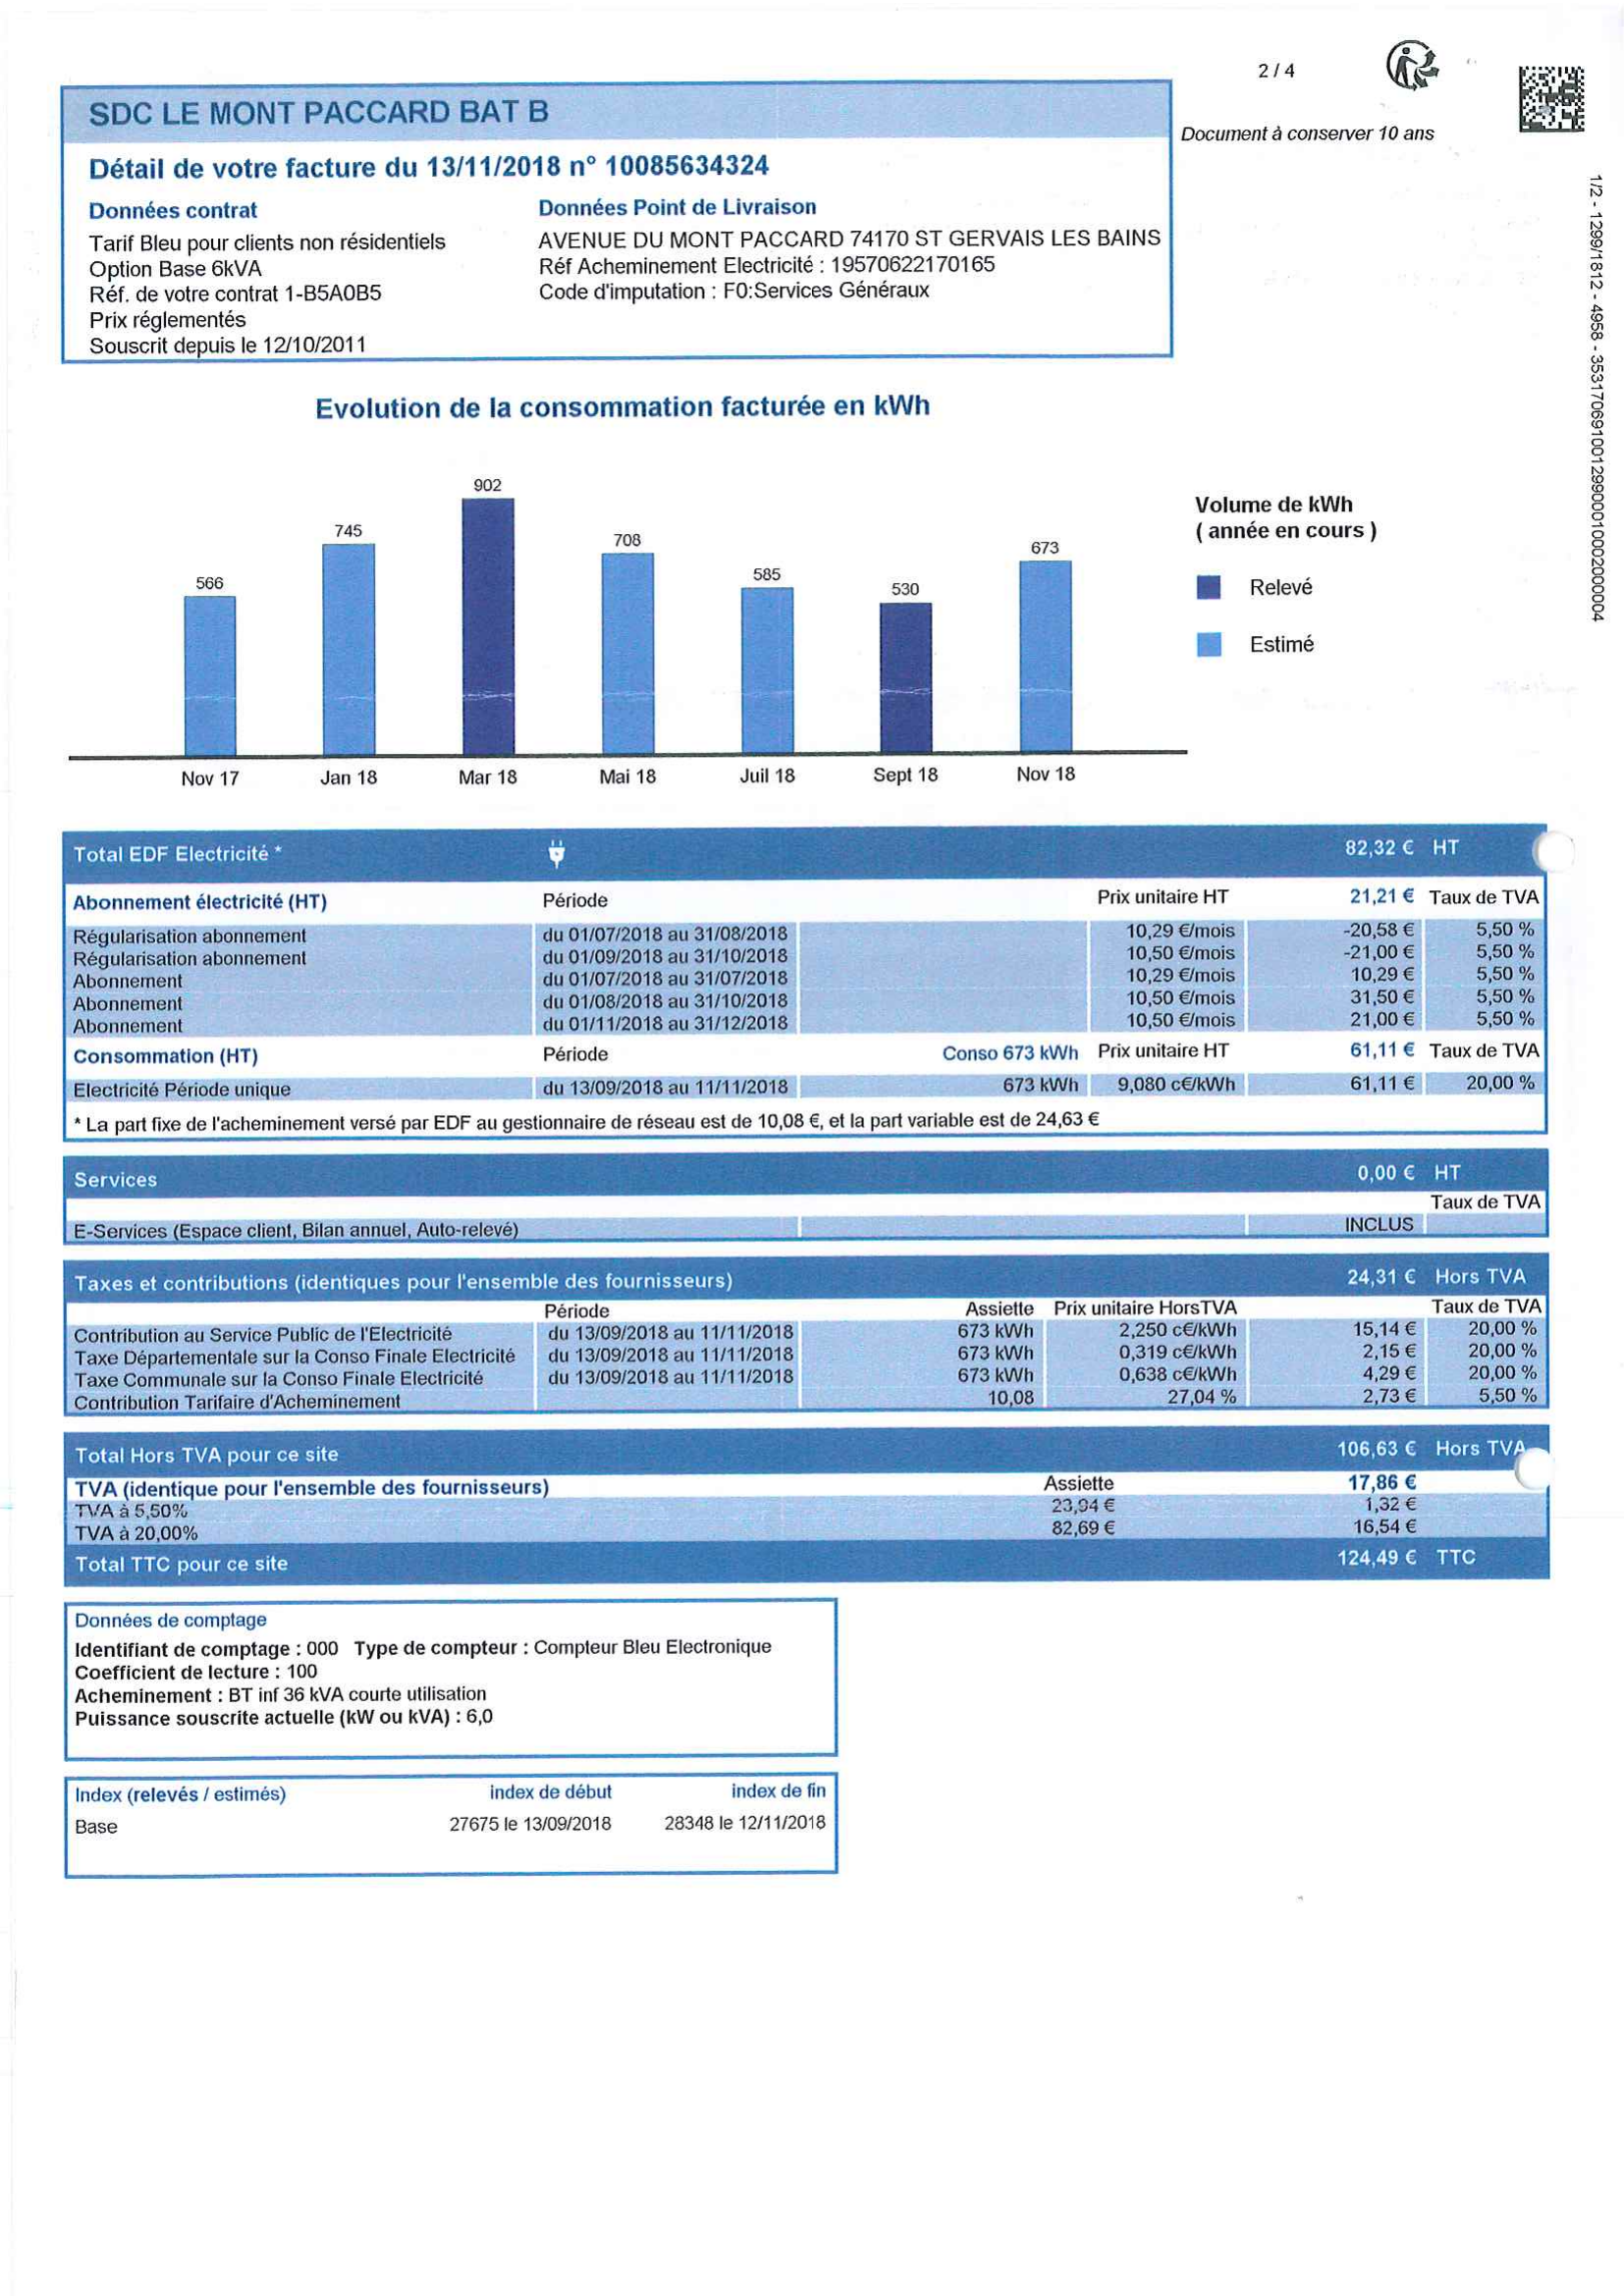 2 / 4
SDC LE MONT PACCARD BAT B
Document à conserver 10 ans
Détail de votre facture du 13/11/2018 n° 10085634324
Données contrat
Tarif Bleu pour clients non résidentiels
Option Base 6kVA
Réf. de votre contrat 1-B5A0B5
Prix réglementés
Souscrit depuis le 12/10/2011
Données Point de Livraison
AVENUE DU MONT PACCARD 74170 ST GERVAIS LES BAINS
Réf Acheminement Electricité : 19570622170165
Code d'imputation : F0:Services Généraux
1/2 - 1299/1812 - 4958 - 35317069100129900010002000004
Evolution de la consommation facturée en kWh
566 745 902 708 585 530 673
Nov 17 Jan 18 Mar 18 Mai 18 Juil 18 Sept 18 Nov 18
Volume de kWh
( année en cours )
Relevé
Estimé
Total EDF Electricité * 82,32 € HT
Abonnement électricité (HT) Période Prix unitaire HT 21,21 € Taux de TVA
Régularisation abonnement du 01/07/2018 au 31/08/2018 10,29 €/mois -20,58 € 5,50 %
Régularisation abonnement du 01/09/2018 au 31/10/2018 10,50 €/mois -21,00 € 5,50 %
Abonnement du 01/07/2018 au 31/07/2018 10,29 €/mois 10,29 € 5,50 %
Abonnement du 01/08/2018 au 31/10/2018 10,50 €/mois 31,50 € 5,50 %
Abonnement du 01/11/2018 au 31/12/2018 10,50 €/mois 21,00 € 5,50 %
Consommation (HT) Période Conso 673 kWh Prix unitaire HT 61,11 € Taux de TVA
Electricité Période unique du 13/09/2018 au 11/11/2018 673 kWh 9,080 c€/kWh 61,11 € 20,00 %
* La part fixe de l'acheminement versé par EDF au gestionnaire de réseau est de 10,08 €, et la part variable est de 24,63 €
Services 0,00 € HT
Taux de TVA
E-Services (Espace client, Bilan annuel, Auto-relevé) INCLUS
Taxes et contributions (identiques pour l'ensemble des fournisseurs) 24,31 € Hors TVA
Période Assiette Prix unitaire HorsTVA Taux de TVA
Contribution au Service Public de l'Electricité du 13/09/2018 au 11/11/2018 673 kWh 2,250 c€/kWh 15,14 € 20,00 %
Taxe Départementale sur la Conso Finale Electricité du 13/09/2018 au 11/11/2018 673 kWh 0,319 c€/kWh 2,15 € 20,00 %
Taxe Communale sur la Conso Finale Electricité du 13/09/2018 au 11/11/2018 673 kWh 0,638 c€/kWh 4,29 € 20,00 %
Contribution Tarifaire d'Acheminement 10,08 27,04 % 2,73 € 5,50 %
Total Hors TVA pour ce site 106,63 € Hors TVA
TVA (identique pour l'ensemble des fournisseurs) Assiette 17,86 €
TVA à 5,50% 23,94 € 1,32 €
TVA à 20,00% 82,69 € 16,54 €
Total TTC pour ce site 124,49 € TTC
Données de comptage
Identifiant de comptage : 000 Type de compteur : Compteur Bleu Electronique
Coefficient de lecture : 100
Acheminement : BT inf 36 kVA courte utilisation
Puissance souscrite actuelle (kW ou kVA) : 6,0
Index (relevés / estimés) index de début index de fin
Base 27675 le 13/09/2018 28348 le 12/11/2018